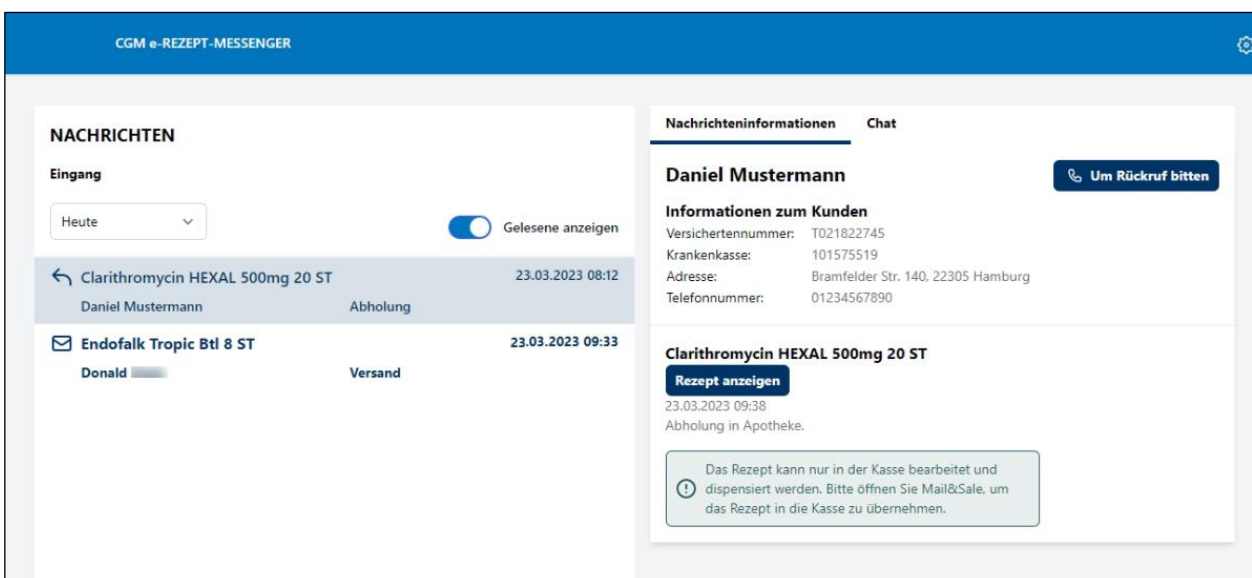 CGM e-REZEPT-MESSENGER
NACHRICHTEN
Eingang
Heute
Gelesene anzeigen
Clarithromycin HEXAL 500mg 20 ST 23.03.2023 08:12
Daniel Mustermann Abholung
Endofalk Tropic Btl 8 ST 23.03.2023 09:33
Donald Versand
Nachrichteninformationen Chat
Daniel Mustermann
Um Rückruf bitten
Informationen zum Kunden
Versichertennummer: T021822745
Krankenkasse: 101575519
Adresse: Bramfelder Str. 140, 22305 Hamburg
Telefonnummer: 01234567890
Clarithromycin HEXAL 500mg 20 ST
Rezept anzeigen
23.03.2023 09:38
Abholung in Apotheke.
Das Rezept kann nur in der Kasse bearbeitet und
dispensiert werden. Bitte öffnen Sie Mail&Sale, um
das Rezept in die Kasse zu übernehmen.